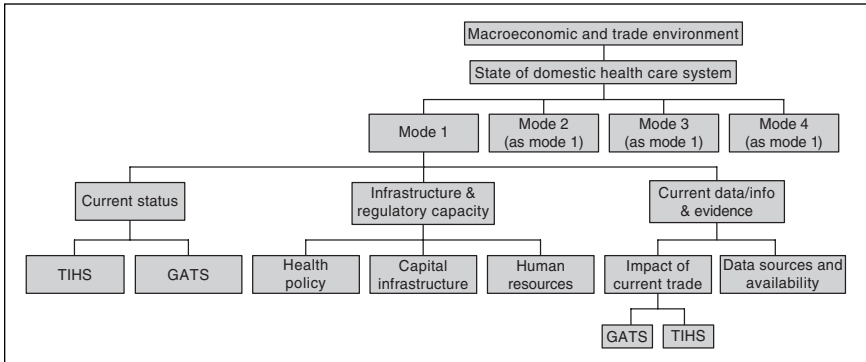 Macroeconomic and trade environment
State of domestic health care system
Mode 1
Mode 2
(as mode 1)
Mode 3
(as mode 1)
Mode 4
(as mode 1)
Current status
Infrastructure &
regulatory capacity
Current data/info
& evidence
TIHS
GATS
Health
policy
Capital
infrastructure
Human
resources
Impact of
current trade
Data sources and
availability
GATS
TIHS